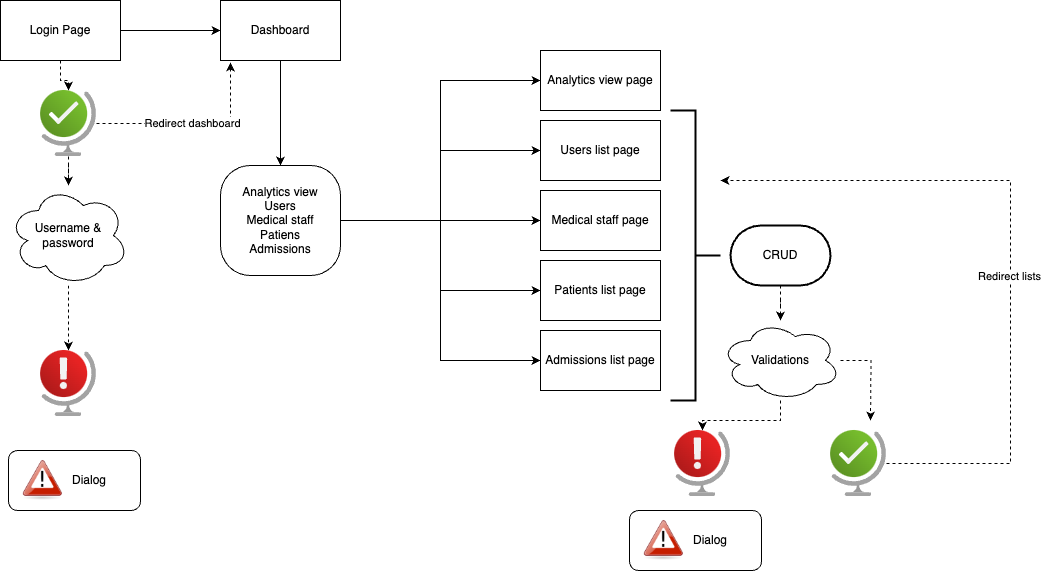 Login Page
Dashboard
Redirect dashboard
Username &
password
Dialog
Analytics view
Users
Medical staff
Patiens
Admissions
Analytics view page
Users list page
Medical staff page
Patients list page
Admissions list page
CRUD
Validations
Redirect lists
Dialog